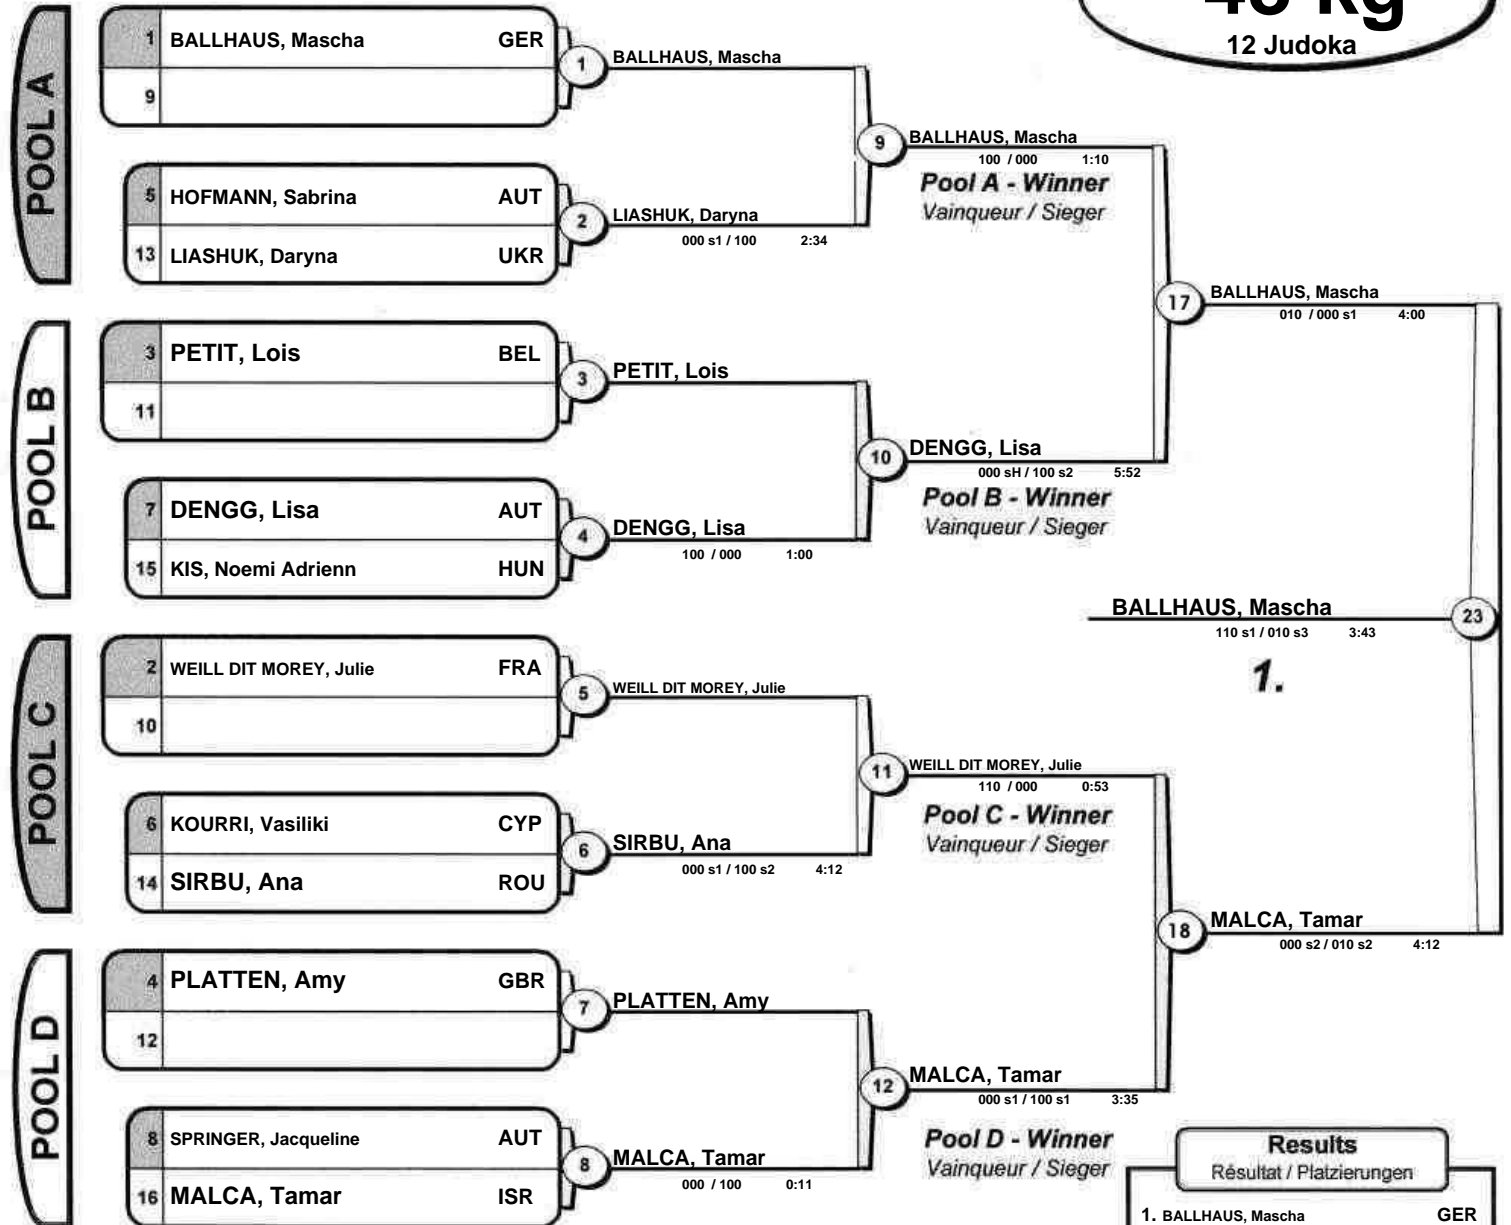 12 Judoka
POOL A
1 BALLHAUS, Mascha GER
9
5 HOFMANN, Sabrina AUT
13 LIASHUK, Daryna UKR
1 BALLHAUS, Mascha
2 LIASHUK, Daryna
000 s1 / 100 2:34
9 BALLHAUS, Mascha
100 / 000 1:10
Pool A - Winner
Vainqueur / Sieger
POOL B
3 PETIT, Lois BEL
11
7 DENGG, Lisa AUT
15 KIS, Noemi Adrienn HUN
3 PETIT, Lois
4 DENGG, Lisa
100 / 000 1:00
10 DENGG, Lisa
000 sH / 100 s2 5:52
Pool B - Winner
Vainqueur / Sieger
17 BALLHAUS, Mascha
010 / 000 s1 4:00
BALLHAUS, Mascha 23
110 s1 / 010 s3 3:43
1.
POOL C
2 WEILL DIT MOREY, Julie FRA
10
6 KOURRI, Vasiliki CYP
14 SIRBU, Ana ROU
5 WEILL DIT MOREY, Julie
6 SIRBU, Ana
000 s1 / 100 s2 4:12
11 WEILL DIT MOREY, Julie
110 / 000 0:53
Pool C - Winner
Vainqueur / Sieger
18 MALCA, Tamar
000 s2 / 010 s2 4:12
POOL D
4 PLATTEN, Amy GBR
12
8 SPRINGER, Jacqueline AUT
16 MALCA, Tamar ISR
7 PLATTEN, Amy
8 MALCA, Tamar
000 / 100 0:11
12 MALCA, Tamar
000 s1 / 100 s1 3:35
Pool D - Winner
Vainqueur / Sieger
Results
Résultat / Platzierungen
1. BALLHAUS, Mascha GER